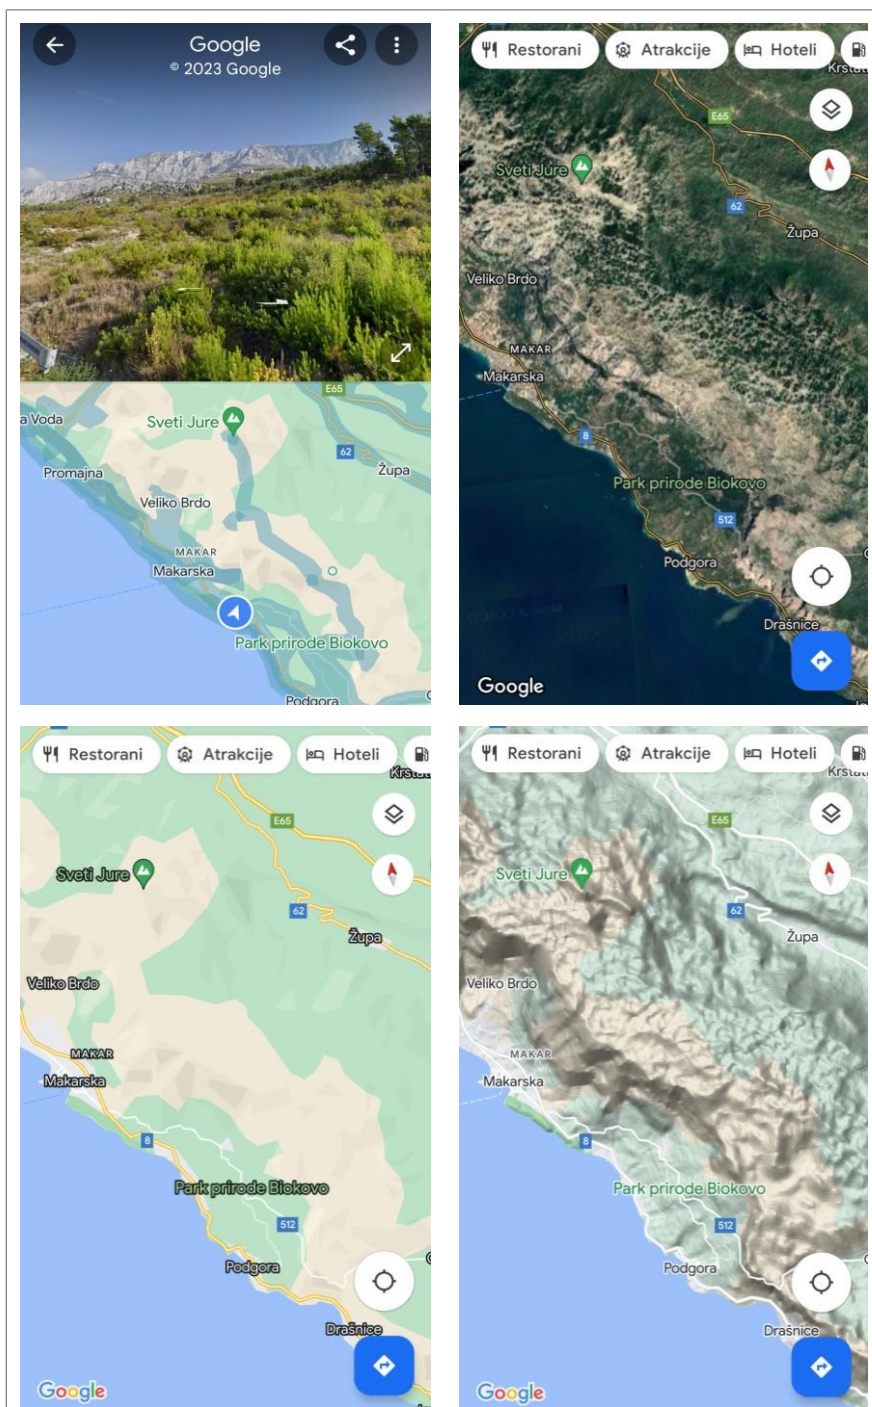 Google
© 2023 Google
E65
a Voda
Sveti Jure
62
Župa
Promajna
Veliko Brdo
MAKAR
Makarska
Park prirode Biokovo
Podgora
Restorani Atrakcije Hoteli
E65
Sveti Jure
62
Župa
Veliko Brdo
MAKAR
Makarska
8
Park prirode Biokovo
512
Podgora
© 2023 Google
Drašnice
Google
Restorani Atrakcije Hoteli
E65
Sveti Jure
62
Župa
Veliko Brdo
MAKAR
Makarska
8
Park prirode Biokovo
512
Podgora
Drašnice
Google
Restorani Atrakcije Hoteli
E65
Sveti Jure
62
Župa
Veliko Brdo
MAKAR
Makarska
8
Park prirode Biokovo
512
Podgora
Drašnice
Google